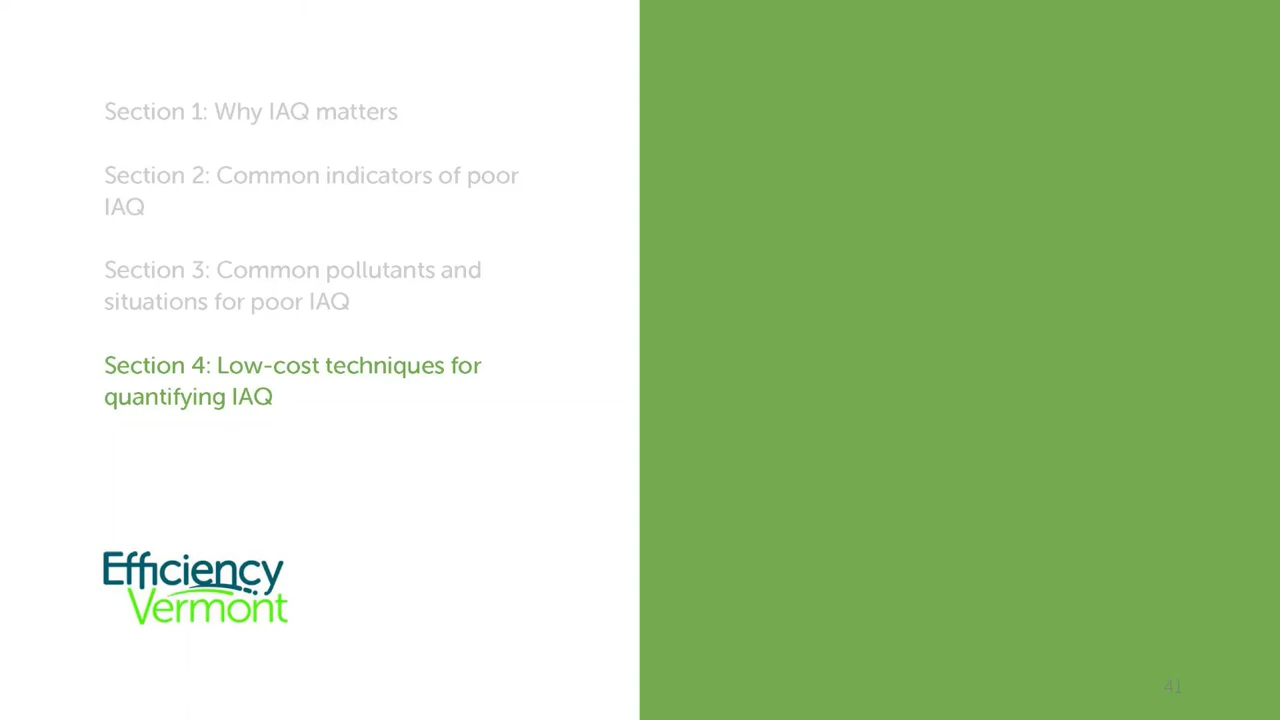 Section 1: Why IAQ matters
Section 2: Common indicators of poor
IAQ
Section 3: Common pollutants and
situations for poor IAQ
Section 4: Low-cost techniques for
quantifying IAQ
Efficiency
Vermont
41